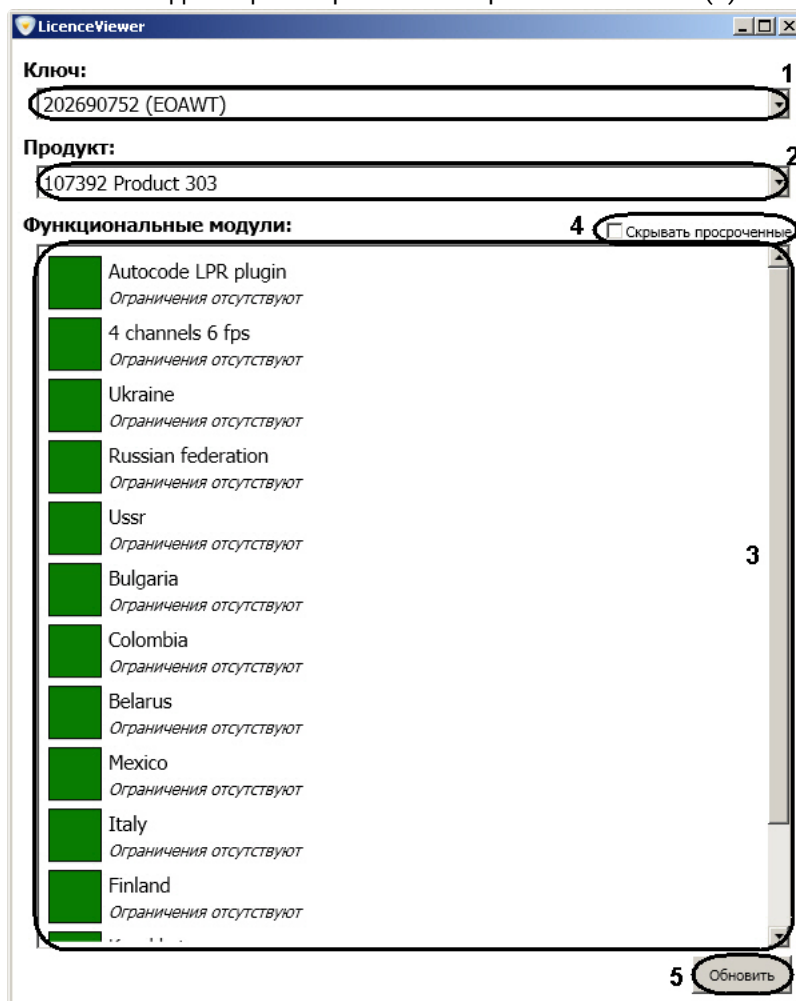 LicenceViewer
Ключ:
1
202690752 (EOAWT)
Продукт:
2
107392 Product 303
Функциональные модули:
4
Скрывать просроченные
Autocode LPR plugin
Ограничения отсутствуют
4 channels 6 fps
Ограничения отсутствуют
Ukraine
Ограничения отсутствуют
Russian federation
Ограничения отсутствуют
Ussr
Ограничения отсутствуют
3
Bulgaria
Ограничения отсутствуют
Colombia
Ограничения отсутствуют
Belarus
Ограничения отсутствуют
Mexico
Ограничения отсутствуют
Italy
Ограничения отсутствуют
Finland
Ограничения отсутствуют
5
Обновить